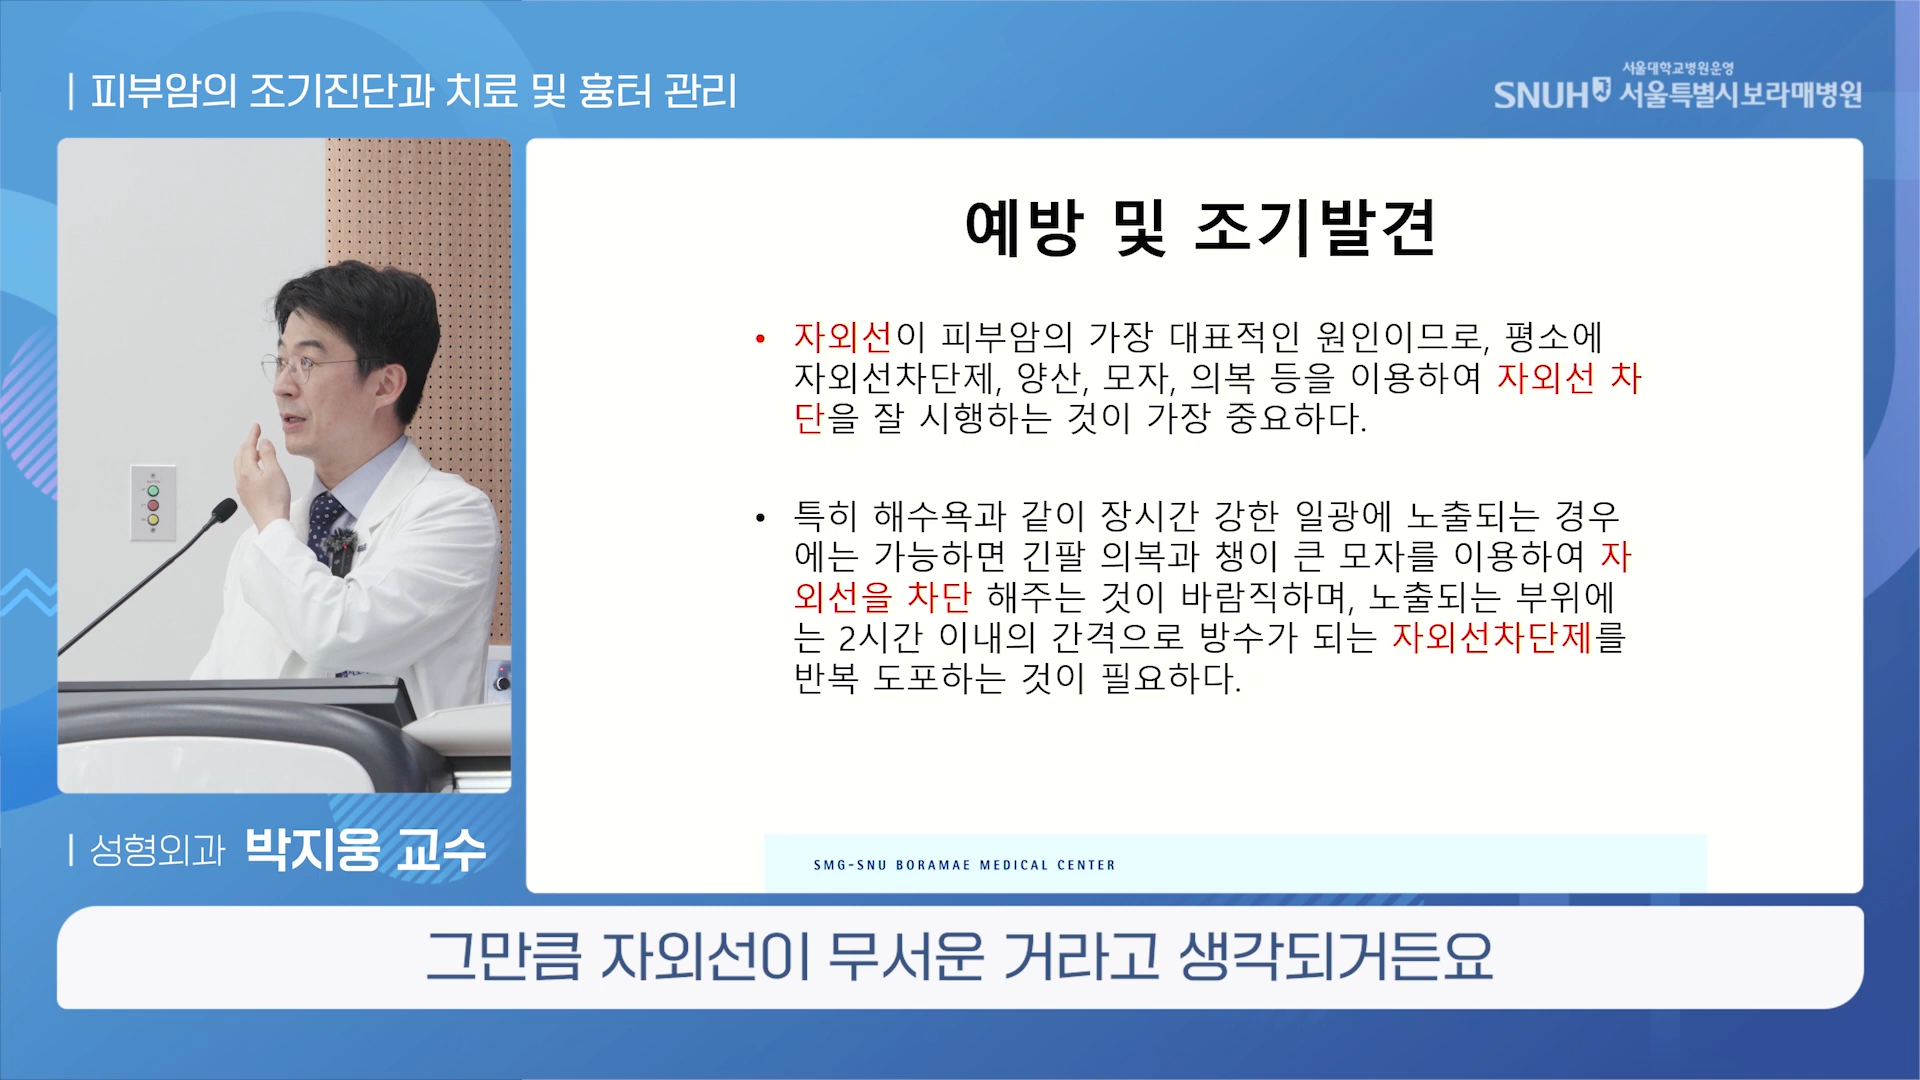 피부암의 조기진단과 치료 및 흉터 관리
서울대학교병원운영
SNUH 서울특별시보라매병원
예방 및 조기발견
• 자외선이 피부암의 가장 대표적인 원인이므로, 평소에
자외선차단제, 양산, 모자, 의복 등을 이용하여 자외선 차
단을 잘 시행하는 것이 가장 중요하다.
• 특히 해수욕과 같이 장시간 강한 일광에 노출되는 경우
에는 가능하면 긴팔 의복과 챙이 큰 모자를 이용하여 자
외선을 차단 해주는 것이 바람직하며, 노출되는 부위에
는 2시간 이내의 간격으로 방수가 되는 자외선차단제를
반복 도포하는 것이 필요하다.
SMG-SNU BORAMAE MEDICAL CENTER
성형외과 박지웅 교수
그만큼 자외선이 무서운 거라고 생각되거든요